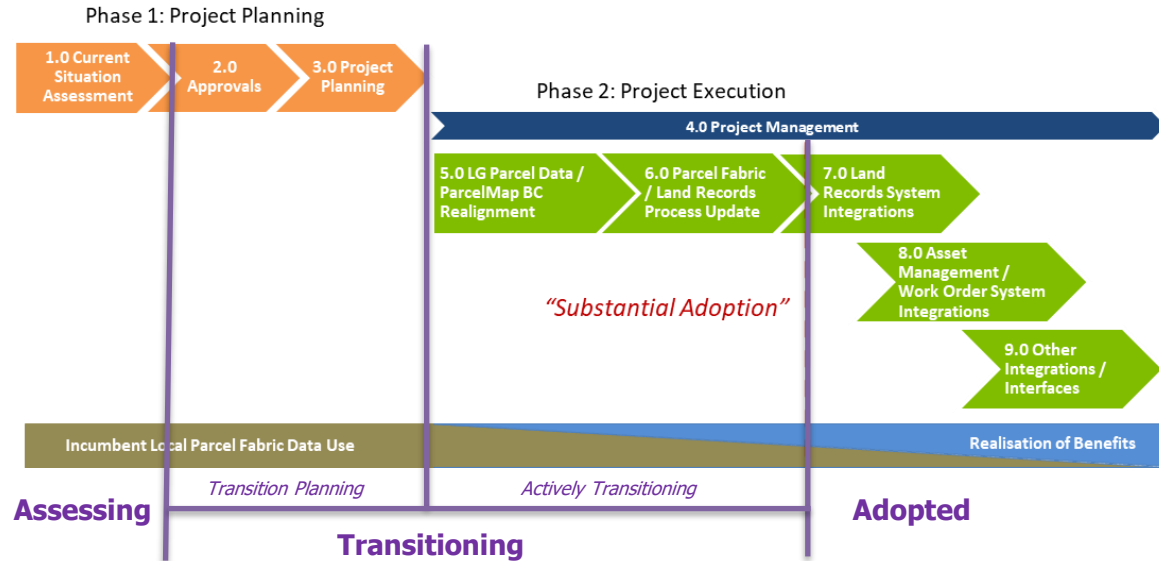 Phase 1: Project Planning
1.0 Current
Situation
Assessment
2.0
Approvals
3.0 Project
Planning
Phase 2: Project Execution
4.0 Project Management
5.0 LG Parcel Data /
ParcelMap BC
Realignment
6.0 Parcel Fabric
/ Land Records
Process Update
7.0 Land
Records System
Integrations
8.0 Asset
Management /
Work Order System
Integrations
“Substantial Adoption”
9.0 Other
Integrations /
Interfaces
Incumbent Local Parcel Fabric Data Use
Realisation of Benefits
Transition Planning
Actively Transitioning
Assessing
Adopted
Transitioning